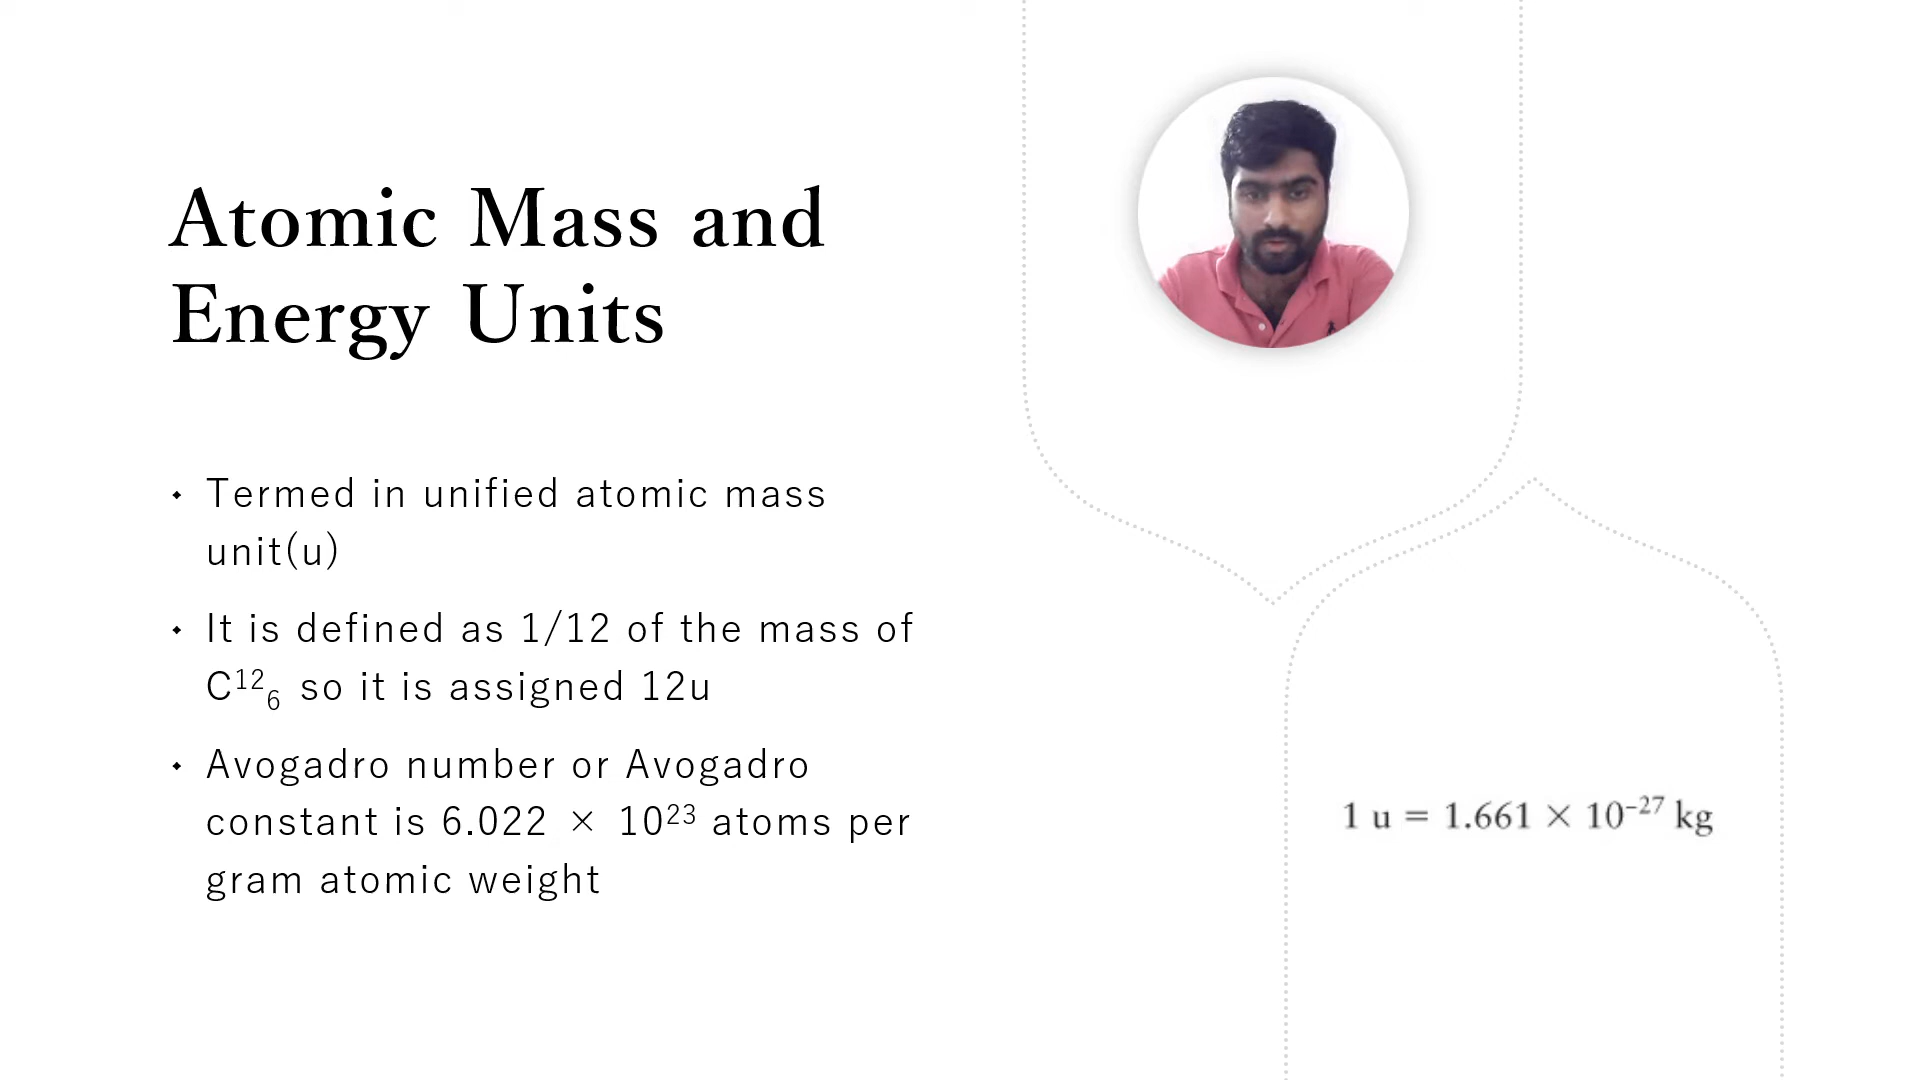 Atomic Mass and
Energy Units
• Termed in unified atomic mass
unit(u)
• It is defined as 1/12 of the mass of
C¹²₆ so it is assigned 12u
• Avogadro number or Avogadro
constant is 6.022 × 10²³ atoms per
gram atomic weight
1 u = 1.661 × 10⁻²⁷ kg